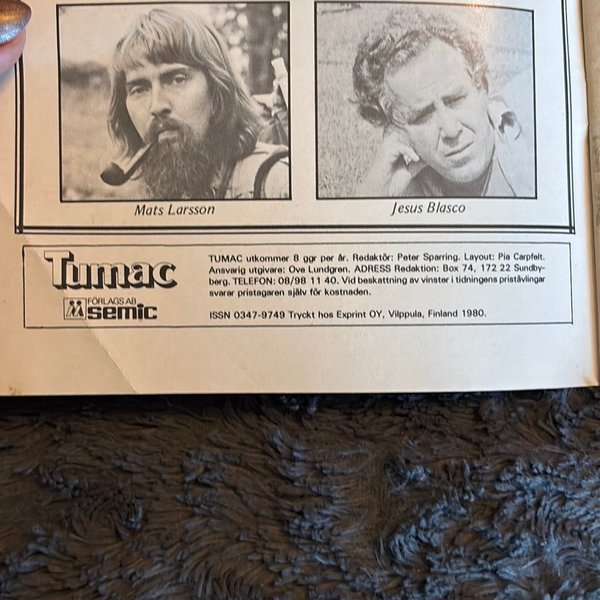 Mats Larsson
Jesus Blasco
Tumac
FÖRLAGS AB
semic
TUMAC utkommer 8 ggr per år. Redaktör: Peter Sparring. Layout: Pia Carpfelt.
Ansvarig utgivare: Ove Lundgren. ADRESS Redaktion: Box 74, 172 22 Sundby-
berg. TELEFON: 08/98 11 40. Vid beskattning av vinster i tidningens pristävlingar
svarar pristagaren själv för kostnaden.
ISSN 0347-9749 Tryckt hos Exprint OY, Vilppula, Finland 1980.